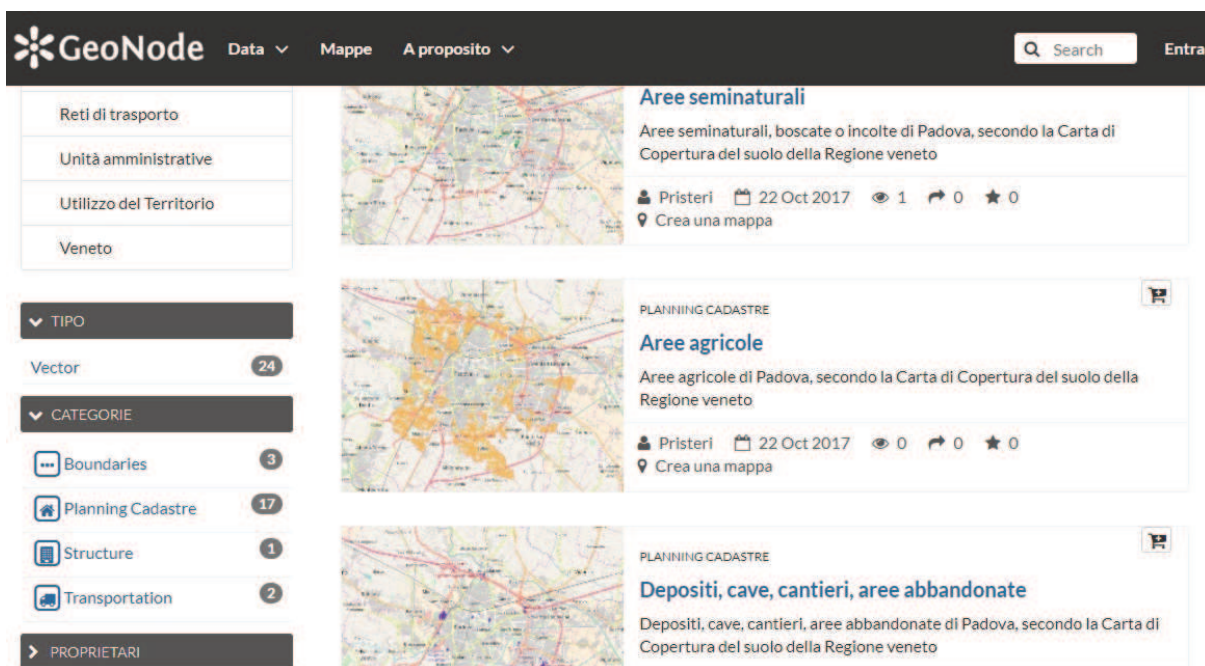 GeoNode Data Mappe A proposito Search Entra
Reti di trasporto
Unità amministrative
Utilizzo del Territorio
Veneto
TIPO
Vector 24
CATEGORIE
Boundaries 3
Planning Cadastre 17
Structure 1
Transportation 2
PROPRIETARI
Aree seminaturali
Aree seminaturali, boscate o incolte di Padova, secondo la Carta di
Copertura del suolo della Regione veneto
Pristeri 22 Oct 2017 1 0 0
Crea una mappa
PLANNING CADASTRE
Aree agricole
Aree agricole di Padova, secondo la Carta di Copertura del suolo della
Regione veneto
Pristeri 22 Oct 2017 0 0 0
Crea una mappa
PLANNING CADASTRE
Depositi, cave, cantieri, aree abbandonate
Depositi, cave, cantieri, aree abbandonate di Padova, secondo la Carta di
Copertura del suolo della Regione veneto